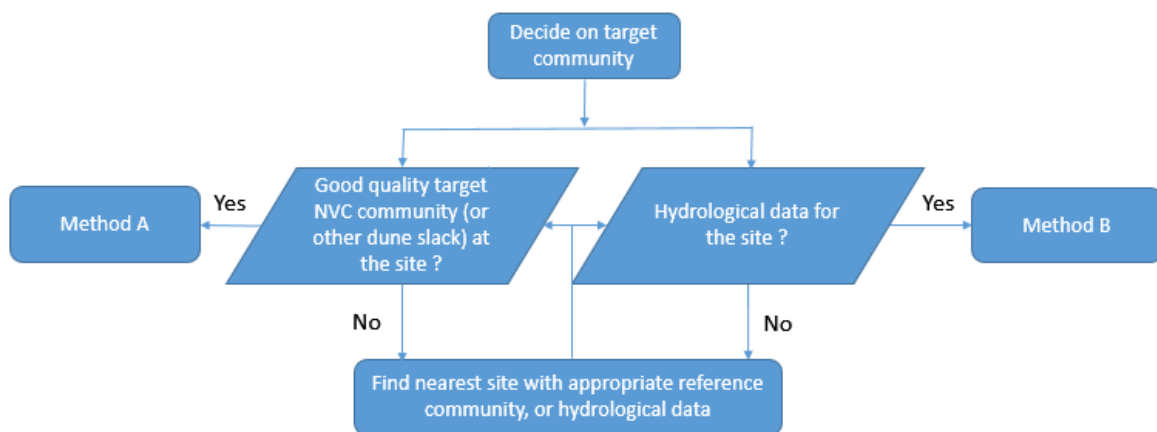 Decide on target
community
Good quality target
NVC community (or
other dune slack) at
the site ?
Hydrological data for
the site ?
Yes
Method A
Yes
Method B
No
No
Find nearest site with appropriate reference
community, or hydrological data